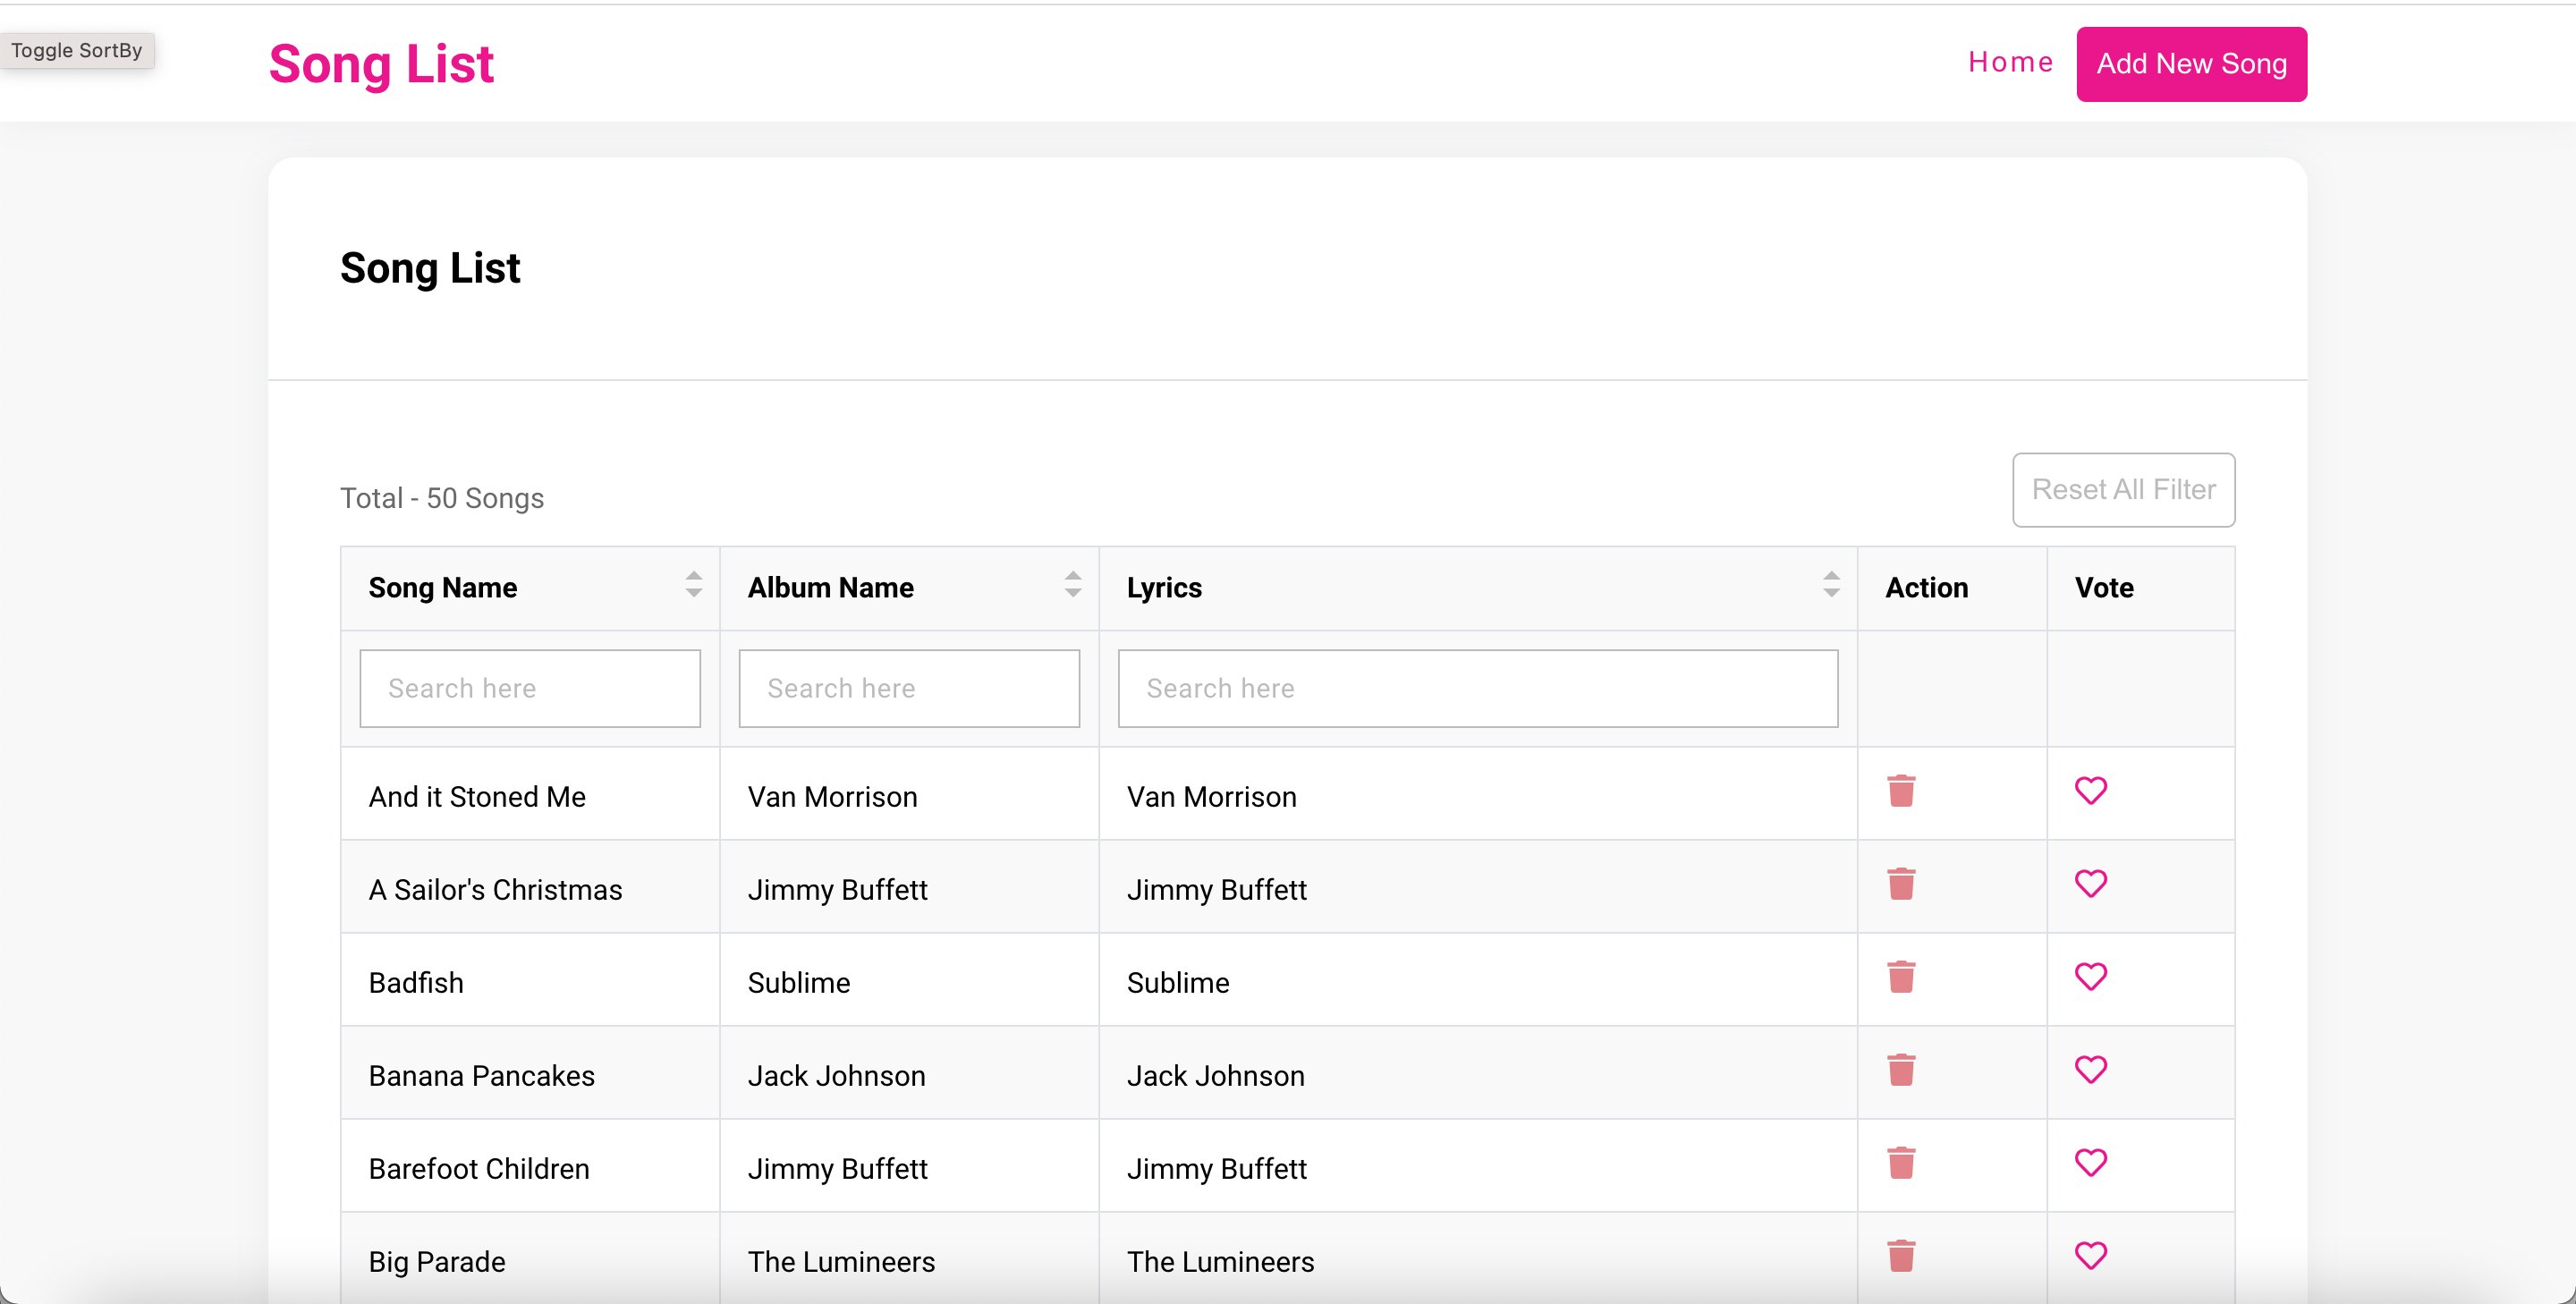 Toggle SortBy
Song List
Home
Add New Song
Song List
Total - 50 Songs
Reset All Filter
Song Name Album Name Lyrics Action Vote
Search here Search here Search here
And it Stoned Me Van Morrison Van Morrison
A Sailor's Christmas Jimmy Buffett Jimmy Buffett
Badfish Sublime Sublime
Banana Pancakes Jack Johnson Jack Johnson
Barefoot Children Jimmy Buffett Jimmy Buffett
Big Parade The Lumineers The Lumineers